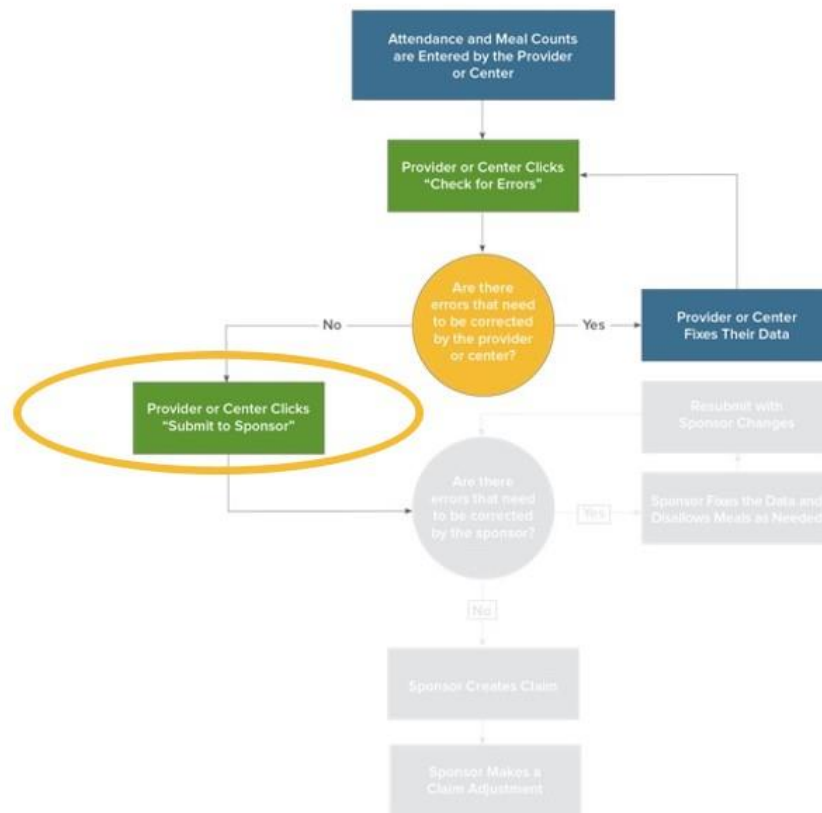 Attendance and Meal Counts
are Entered by the Provider
or Center
Provider or Center Clicks
“Check for Errors”
Are there
errors that need
to be corrected
by the provider
or center?
No
Yes
Provider or Center
Fixes Their Data
Provider or Center Clicks
“Submit to Sponsor”
Resubmit with
Sponsor Changes
Are there
errors that need
to be corrected
by the sponsor?
Yes
Sponsor Fixes the Data and
Disallows Meals as Needed
No
Sponsor Creates Claim
Sponsor Makes a
Claim Adjustment